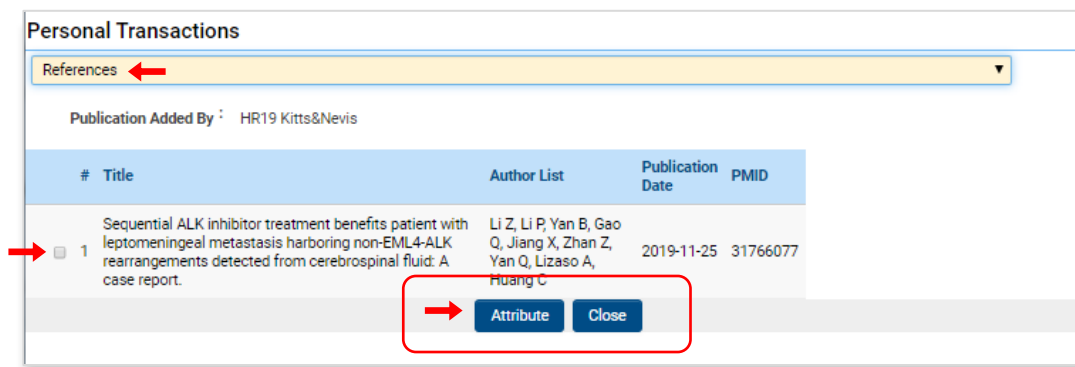 Personal Transactions
References
Publication Added By : HR19 Kitts&Nevis
# Title Author List Publication Date PMID
1 Sequential ALK inhibitor treatment benefits patient with
leptomeningeal metastasis harboring non-EML4-ALK
rearrangements detected from cerebrospinal fluid: A
case report.
Li Z, Li P, Yan B, Gao
Q, Jiang X, Zhan Z,
Yan Q, Lizaso A,
Huang C
2019-11-25 31766077
Attribute Close